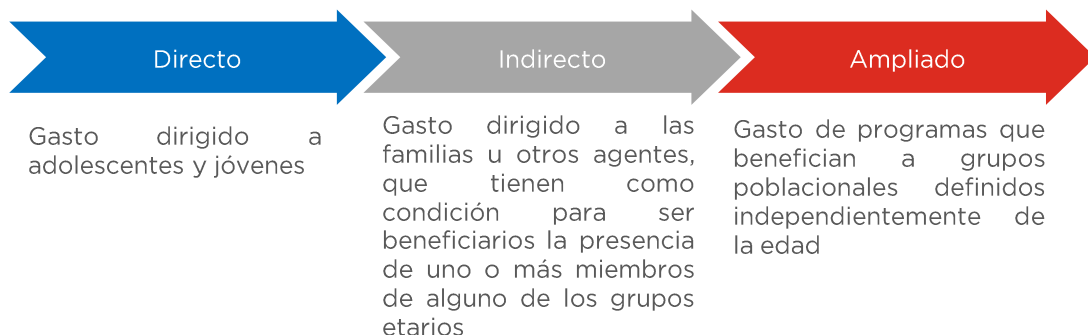 Directo
Gasto dirigido a
adolescentes y jóvenes
Indirecto
Gasto dirigido a las
familias u otros agentes,
que tienen como
condición para ser
beneficiarios la presencia
de uno o más miembros
de alguno de los grupos
etarios
Ampliado
Gasto de programas que
benefician a grupos
poblacionales definidos
independientemente de
la edad